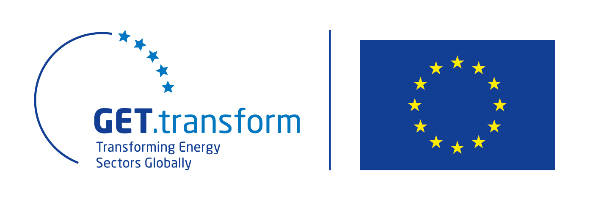 GET.transform
Transforming Energy
Sectors Globally